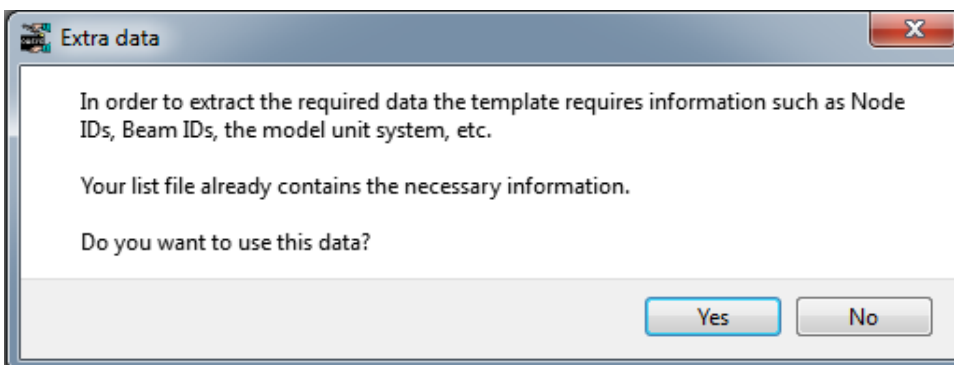 Extra data
In order to extract the required data the template requires information such as Node
IDs, Beam IDs, the model unit system, etc.
Your list file already contains the necessary information.
Do you want to use this data?
Yes
No